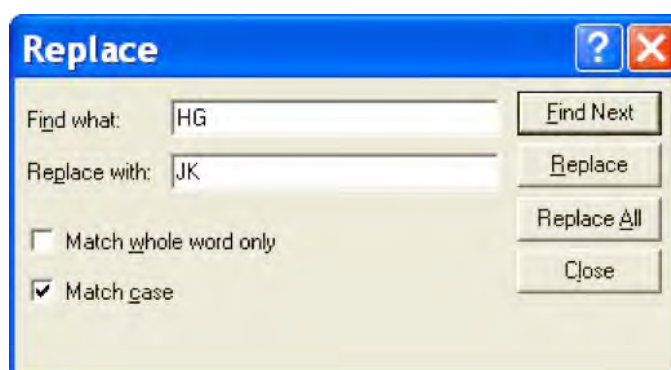 Replace
Find what: HG
Replace with: JK
Match whole word only
Match case
Find Next
Replace
Replace All
Close